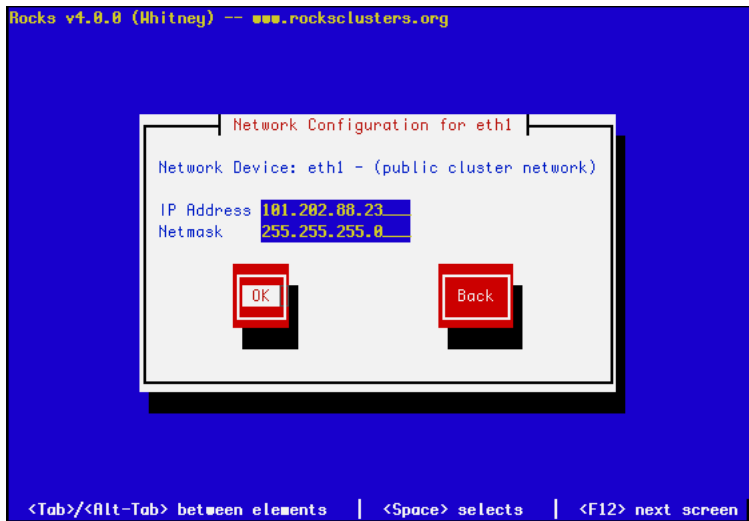 Rocks v4.0.0 (Whitney) -- www.rocksclusters.org
Network Configuration for eth1
Network Device: eth1 - (public cluster network)
IP Address 101.202.88.23___
Netmask 255.255.255.0___
OK Back
<Tab>/<Alt-Tab> between elements | <Space> selects | <F12> next screen